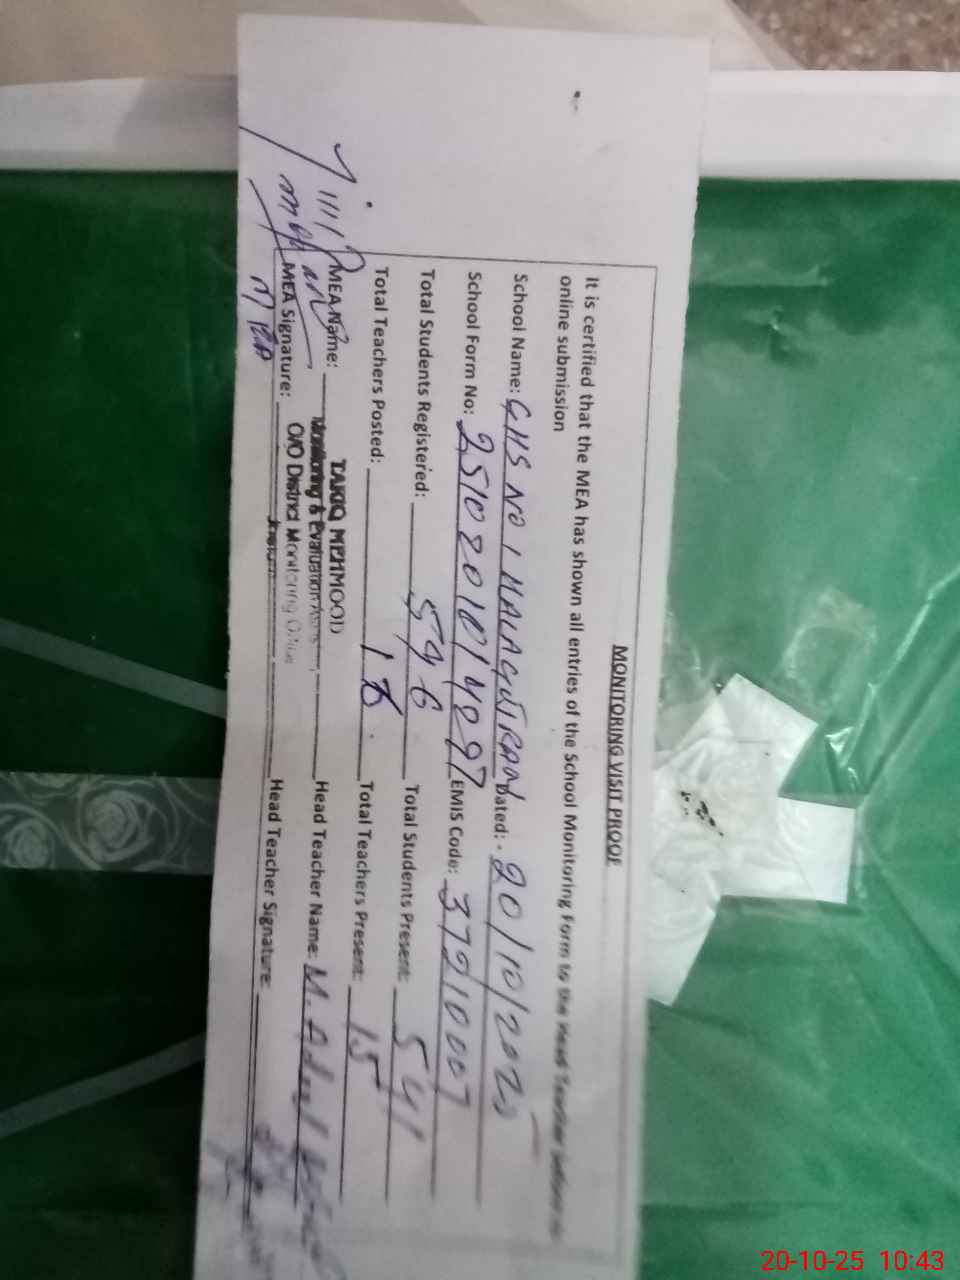 MONITORING VISIT PROOF
It is certified that the MEA has shown all entries of the School Monitoring Form to the Head Teacher before
online submission
School Name: GHS No 1 MALAGUJRAN Dated: - 20/10/2025
School Form No: EMIS Code: 37210007
Total Students Registered: 596 Total Students Present: 541
Total Teachers Posted: 16 Total Teachers Present: 15
MEA Name: TARIQ MEHMOOD Head Teacher Name: M. Adeel
Monitoring & Evaluation
MEA Signature: O/O District Monitoring Office Head Teacher Signature:
20-10-25 10:43